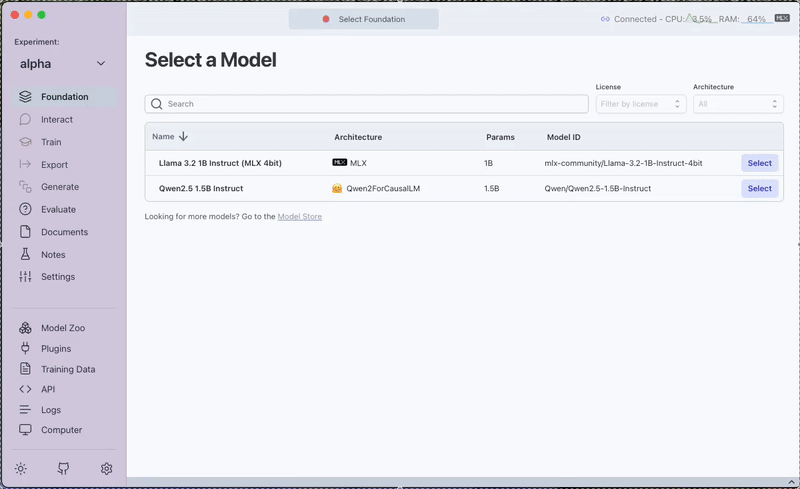 Experiment:
alpha
Foundation
Interact
Train
Export
Generate
Evaluate
Documents
Notes
Settings
Model Zoo
Plugins
Training Data
API
Logs
Computer
Select Foundation
Connected - CPU: 3.5% RAM: 64% MLX
Select a Model
License
Architecture
Search
Filter by license
All
Name Architecture Params Model ID
Llama 3.2 1B Instruct (MLX 4bit) MLX MLX 1B mlx-community/Llama-3.2-1B-Instruct-4bit Select
Qwen2.5 1.5B Instruct Qwen2ForCausalLM 1.5B Qwen/Qwen2.5-1.5B-Instruct Select
Looking for more models? Go to the Model Store